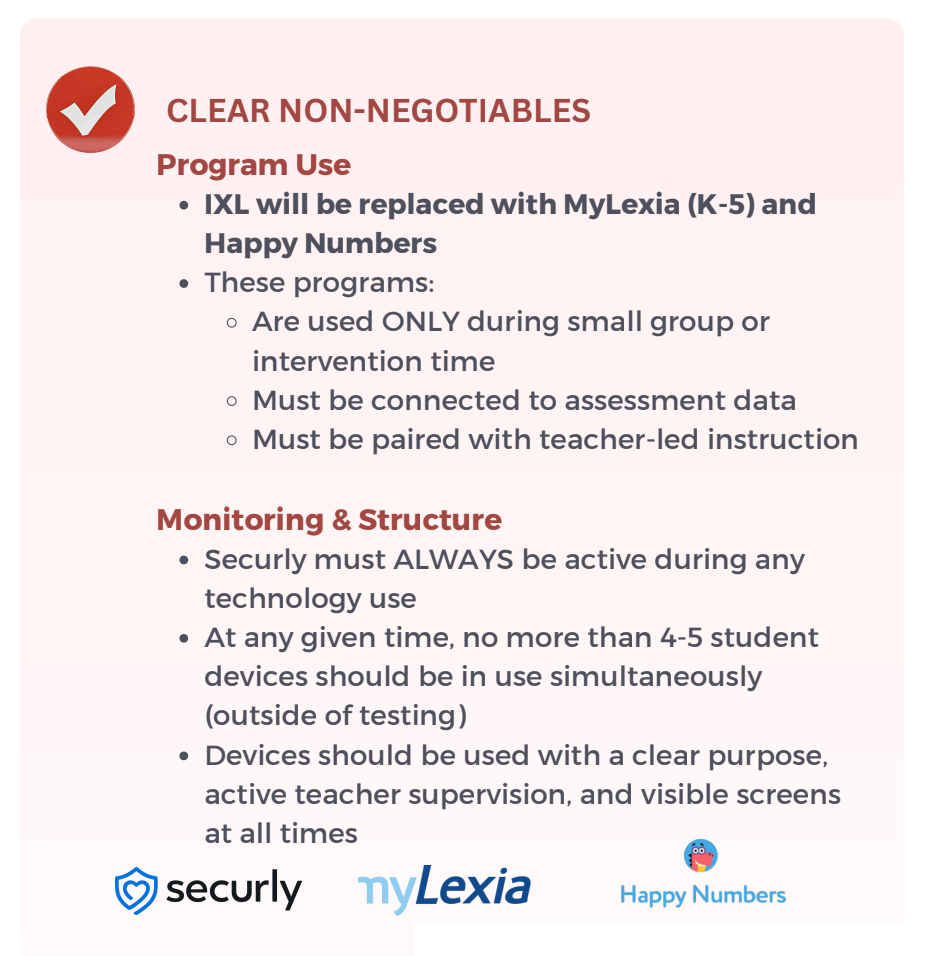 CLEAR NON-NEGOTIABLES
Program Use
• IXL will be replaced with MyLexia (K-5) and
Happy Numbers
• These programs:
◦ Are used ONLY during small group or
intervention time
◦ Must be connected to assessment data
◦ Must be paired with teacher-led instruction
Monitoring & Structure
• Securly must ALWAYS be active during any
technology use
• At any given time, no more than 4-5 student
devices should be in use simultaneously
(outside of testing)
• Devices should be used with a clear purpose,
active teacher supervision, and visible screens
at all times
securly
myLexia
Happy Numbers